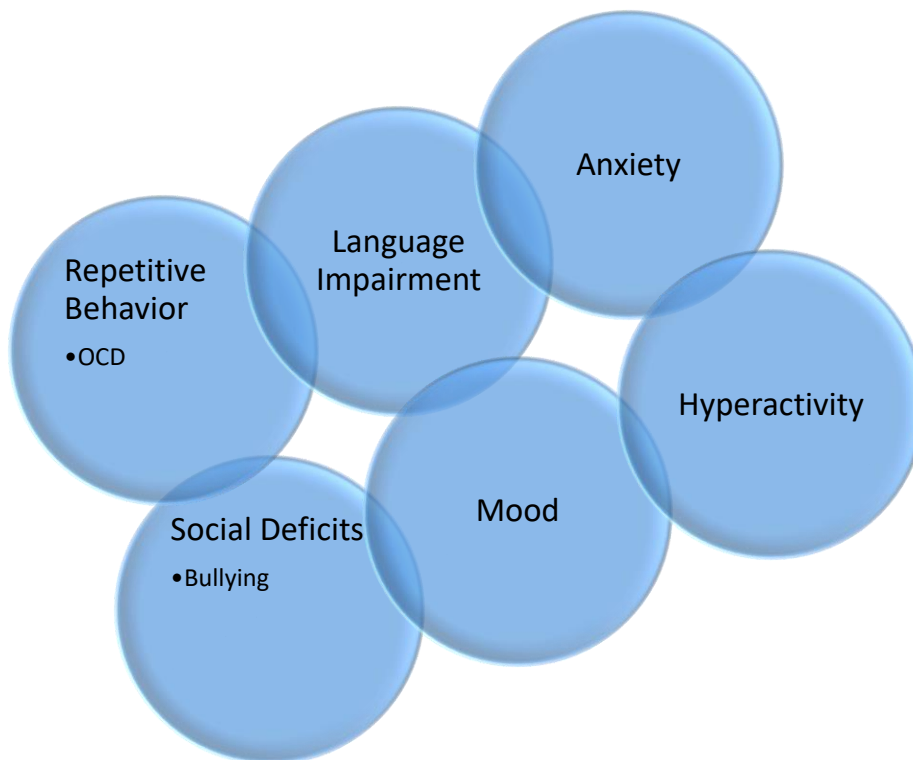 Anxiety
Language
Impairment
Repetitive
Behavior
•OCD
Hyperactivity
Mood
Social Deficits
•Bullying